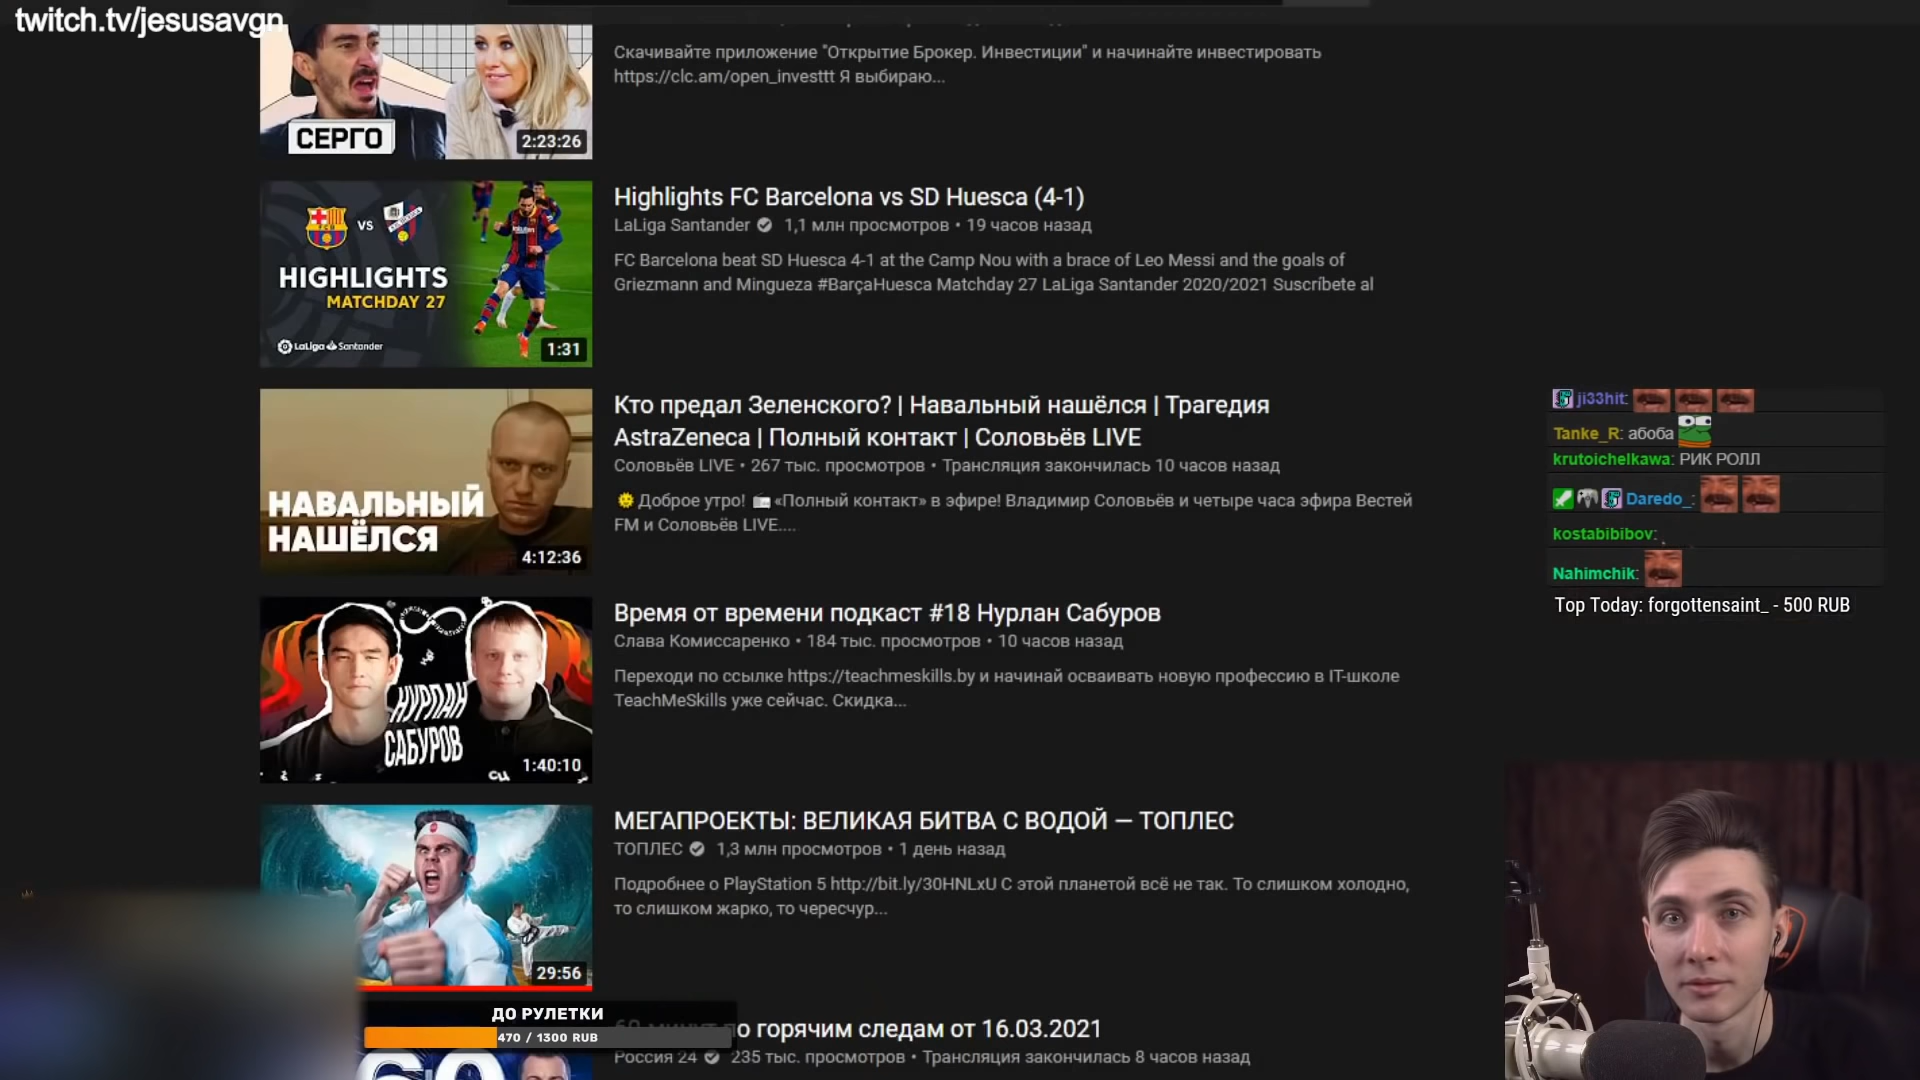 twitch.tv/jesusavgn
Скачивайте приложение "Открытие Брокер. Инвестиции" и начинайте инвестировать
https://clc.am/open_investtt Я выбираю...
СЕРГО
2:23:26
Highlights FC Barcelona vs SD Huesca (4-1)
LaLiga Santander 1,1 млн просмотров • 19 часов назад
FC Barcelona beat SD Huesca 4-1 at the Camp Nou with a brace of Leo Messi and the goals of
Griezmann and Mingueza #BarçaHuesca Matchday 27 LaLiga Santander 2020/2021 Suscríbete al
VS
HIGHLIGHTS
MATCHDAY 27
LaLiga Santander
1:31
Кто предал Зеленского? | Навальный нашёлся | Трагедия
AstraZeneca | Полный контакт | Соловьёв LIVE
Соловьёв LIVE • 267 тыс. просмотров • Трансляция закончилась 10 часов назад
Доброе утро! «Полный контакт» в эфире! Владимир Соловьёв и четыре часа эфира Вестей
FM и Соловьёв LIVE....
НАВАЛЬНЫЙ
НАШЁЛСЯ
4:12:36
Время от времени подкаст #18 Нурлан Сабуров
Слава Комиссаренко • 184 тыс. просмотров • 10 часов назад
Переходи по ссылке https://teachmeskills.by и начинай осваивать новую профессию в IT-школе
TeachMeSkills уже сейчас. Скидка...
НУРЛАН
САБУРОВ
1:40:10
МЕГАПРОЕКТЫ: ВЕЛИКАЯ БИТВА С ВОДОЙ — ТОПЛЕС
ТОПЛЕС 1,3 млн просмотров • 1 день назад
Подробнее о PlayStation 5 http://bit.ly/30HNLxU С этой планетой всё не так. То слишком холодно,
то слишком жарко, то чересчур...
29:56
60 минут по горячим следам от 16.03.2021
Россия 24 235 тыс. просмотров • Трансляция закончилась 8 часов назад
60
ДО РУЛЕТКИ
470 / 1300 RUB
ji33hit:
Tanke_R: абоба
krutoichelkawa: РИК РОЛЛ
Daredo_:
kostabibibov:
Nahimchik:
Top Today: forgottensaint_ - 500 RUB